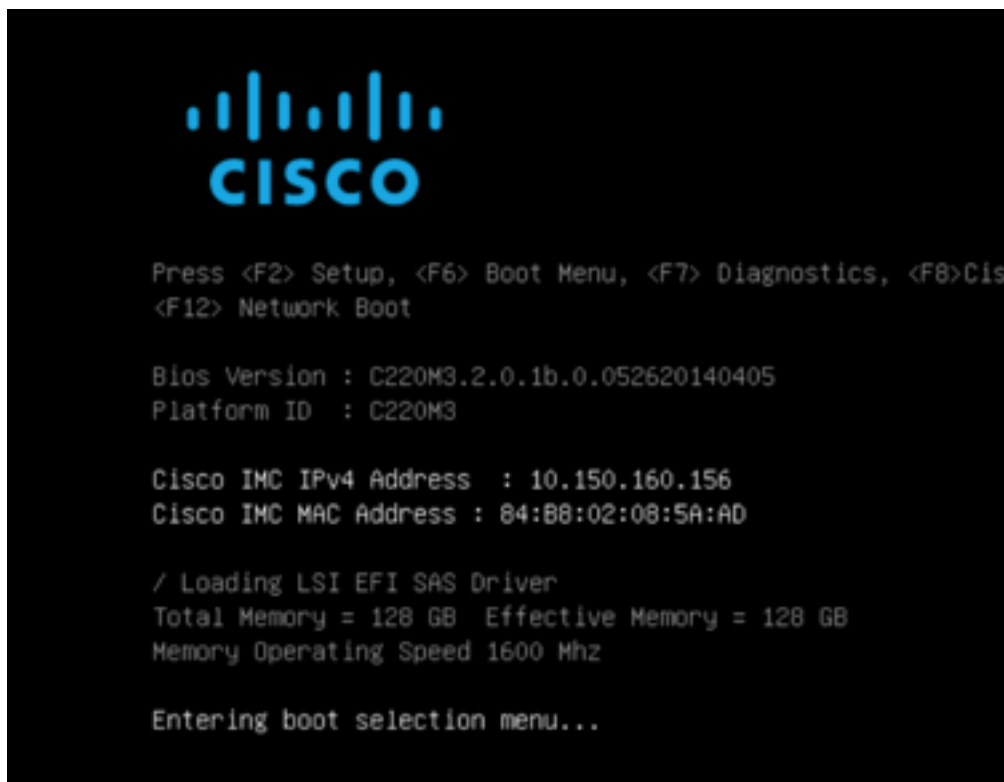 CISCO
Press <F2> Setup, <F6> Boot Menu, <F7> Diagnostics, <F8>Cis
<F12> Network Boot
Bios Version : C220M3.2.0.1b.0.052620140405
Platform ID : C220M3
Cisco IMC IPv4 Address : 10.150.160.156
Cisco IMC MAC Address : 84:B8:02:08:5A:AD
/ Loading LSI EFI SAS Driver
Total Memory = 128 GB Effective Memory = 128 GB
Memory Operating Speed 1600 Mhz
Entering boot selection menu...